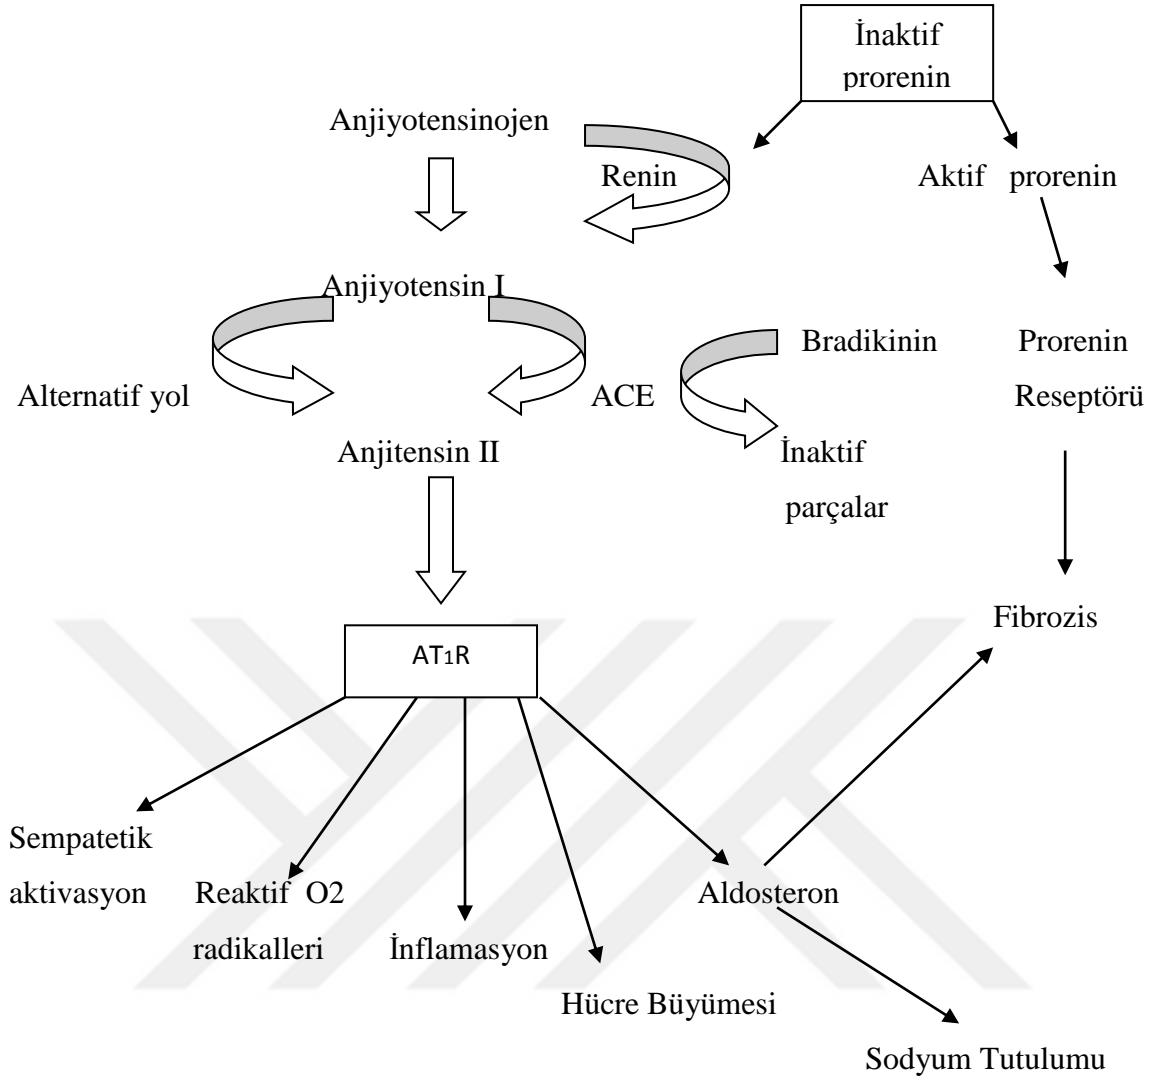 İnaktif
prorenin
Anjiyotensinojen
Renin
Aktif prorenin
Anjiyotensin I
Bradikinin
Prorenin
Reseptörü
Alternatif yol
ACE
Anjitensin II
İnaktif
parçalar
Fibrozis
AT1R
Sempatetik
aktivasyon
Reaktif O2
radikalleri
İnflamasyon
Aldosteron
Hücre Büyümesi
Sodyum Tutulumu